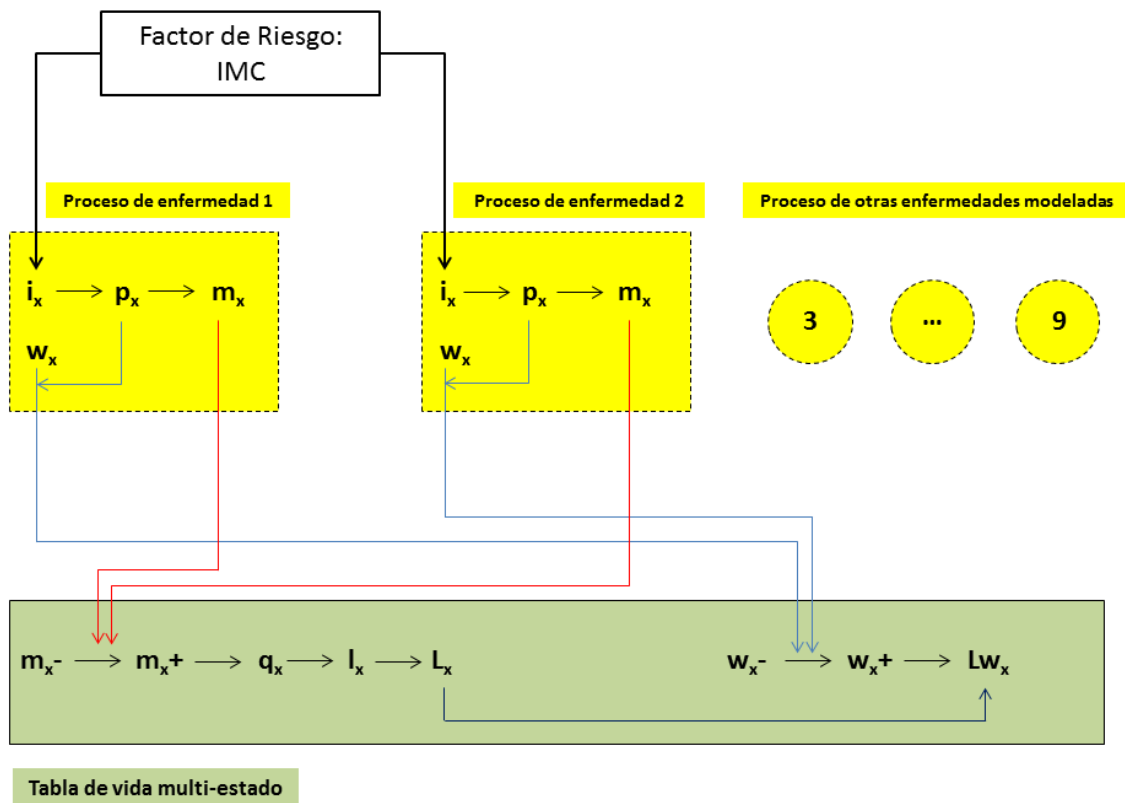 Factor de Riesgo:
IMC
Proceso de enfermedad 1
Proceso de enfermedad 2
Proceso de otras enfermedades modeladas
iₓ → pₓ → mₓ
wₓ
iₓ → pₓ → mₓ
wₓ
3
...
9
mₓ- → mₓ+ → qₓ → lₓ → Lₓ
wₓ- → wₓ+ → Lwₓ
Tabla de vida multi-estado